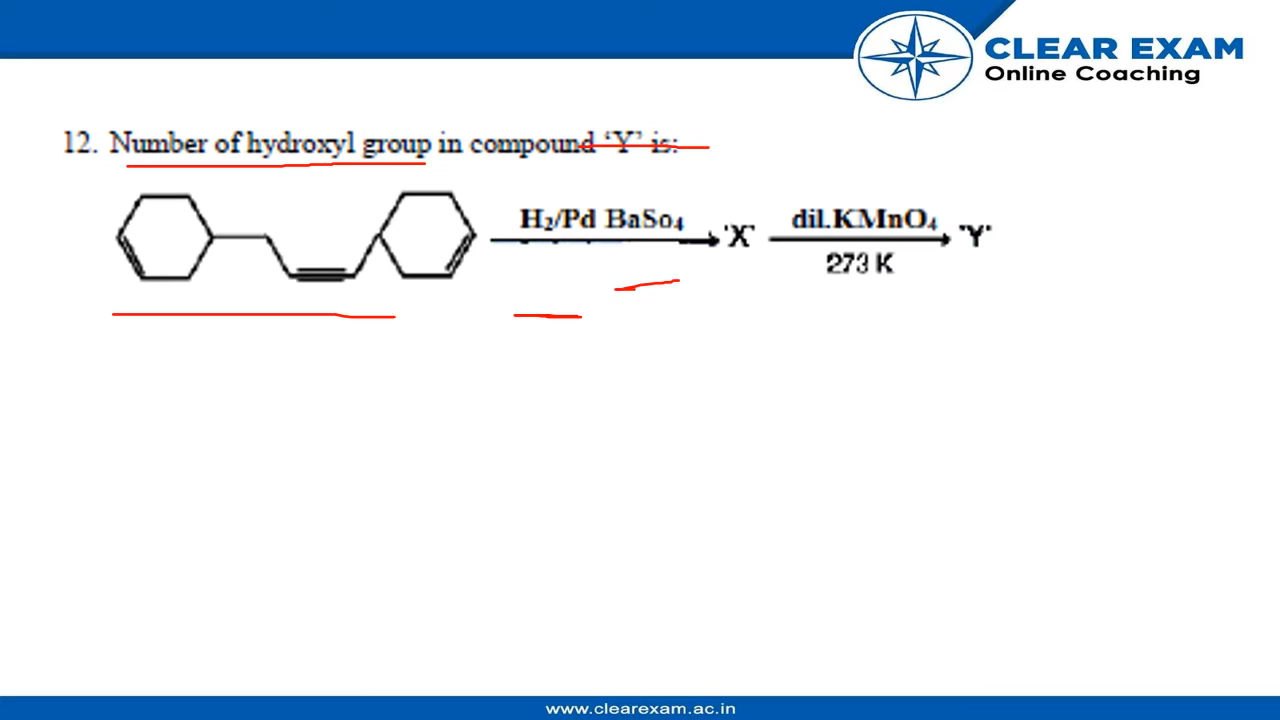 CLEAR EXAM
Online Coaching
12. Number of hydroxyl group in compound ‘Y’ is:
H₂/Pd BaSo₄
'X'
dil.KMnO₄
273 K
'Y'
www.clearexam.ac.in